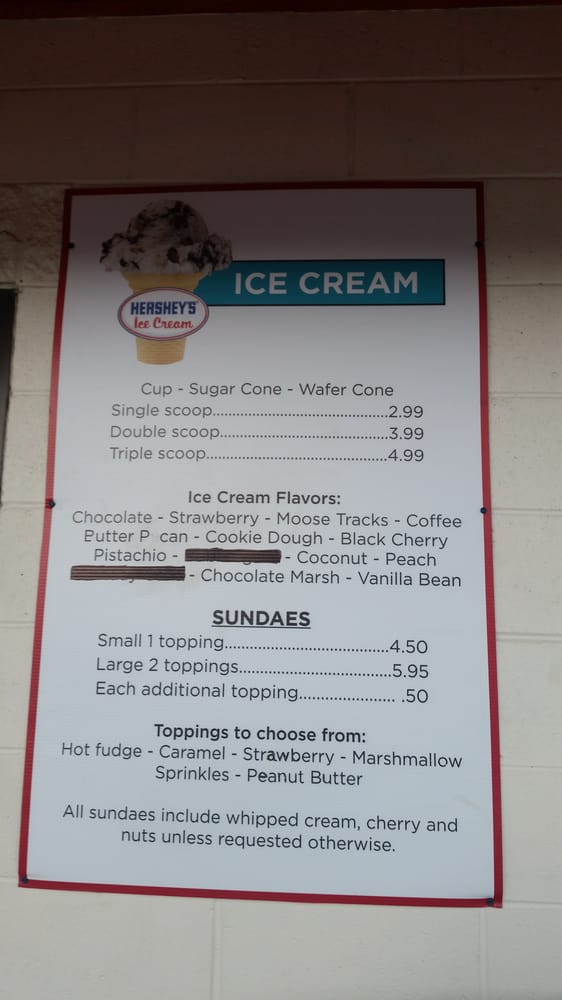 HERSHEY'S
Ice Cream
ICE CREAM
Cup - Sugar Cone - Wafer Cone
Single scoop..........................................2.99
Double scoop........................................3.99
Triple scoop...........................................4.99
Ice Cream Flavors:
Chocolate - Strawberry - Moose Tracks - Coffee
Butter P can - Cookie Dough - Black Cherry
Pistachio - - Coconut - Peach
- Chocolate Marsh - Vanilla Bean
SUNDAES
Small 1 topping.......................................4.50
Large 2 toppings....................................5.95
Each additional topping....................... .50
Toppings to choose from:
Hot fudge - Caramel - Strawberry - Marshmallow
Sprinkles - Peanut Butter
All sundaes include whipped cream, cherry and
nuts unless requested otherwise.